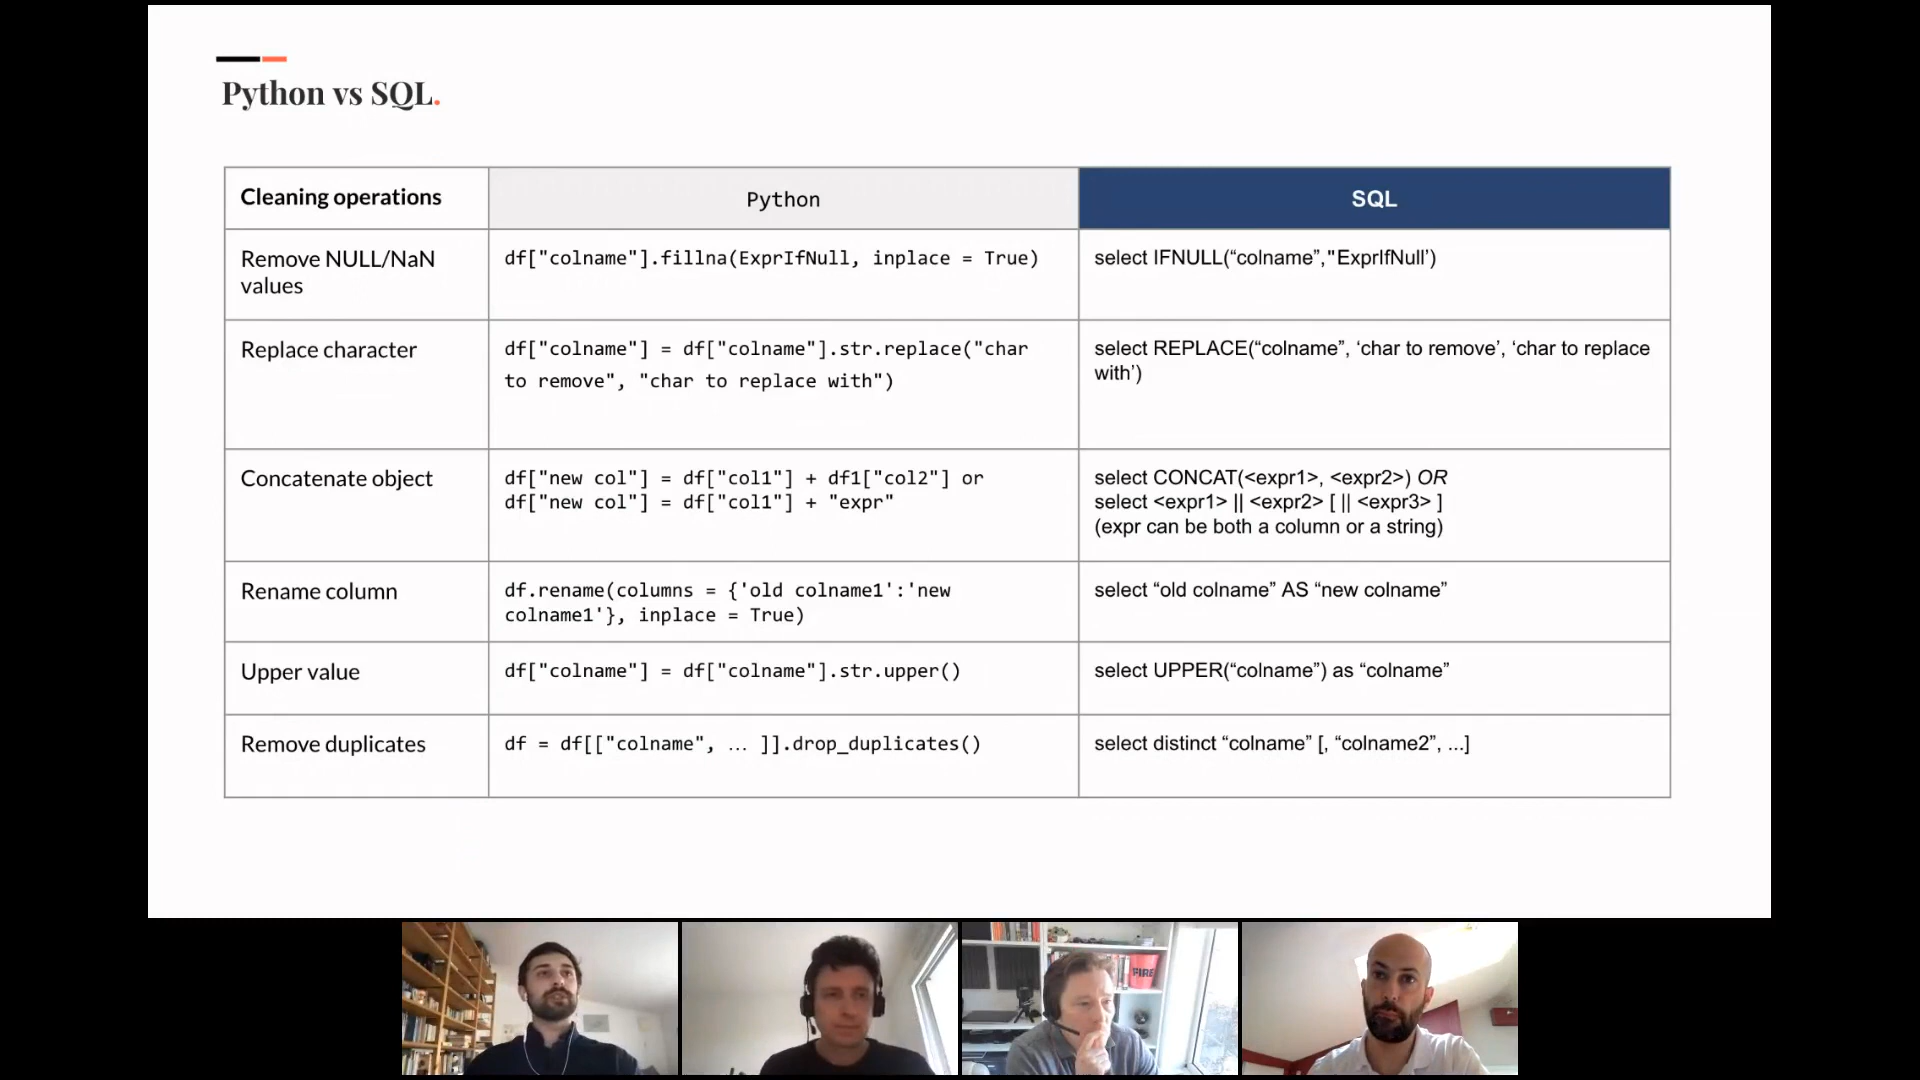 Python vs SQL.
Cleaning operations
Python
SQL
Remove NULL/NaN
values
df["colname"].fillna(ExprIfNull, inplace = True)
select IFNULL(“colname”,"ExprIfNull’)
Replace character
df["colname"] = df["colname"].str.replace("char
to remove", "char to replace with")
select REPLACE(“colname”, ‘char to remove’, ‘char to replace
with’)
Concatenate object
df["new col"] = df["col1"] + df1["col2"] or
df["new col"] = df["col1"] + "expr"
select CONCAT(<expr1>, <expr2>) OR
select <expr1> || <expr2> [ || <expr3> ]
(expr can be both a column or a string)
Rename column
df.rename(columns = {'old colname1':'new
colname1'}, inplace = True)
select “old colname” AS “new colname”
Upper value
df["colname"] = df["colname"].str.upper()
select UPPER(“colname”) as “colname”
Remove duplicates
df = df[["colname", … ]].drop_duplicates()
select distinct “colname” [, “colname2”, ...]
FIRE